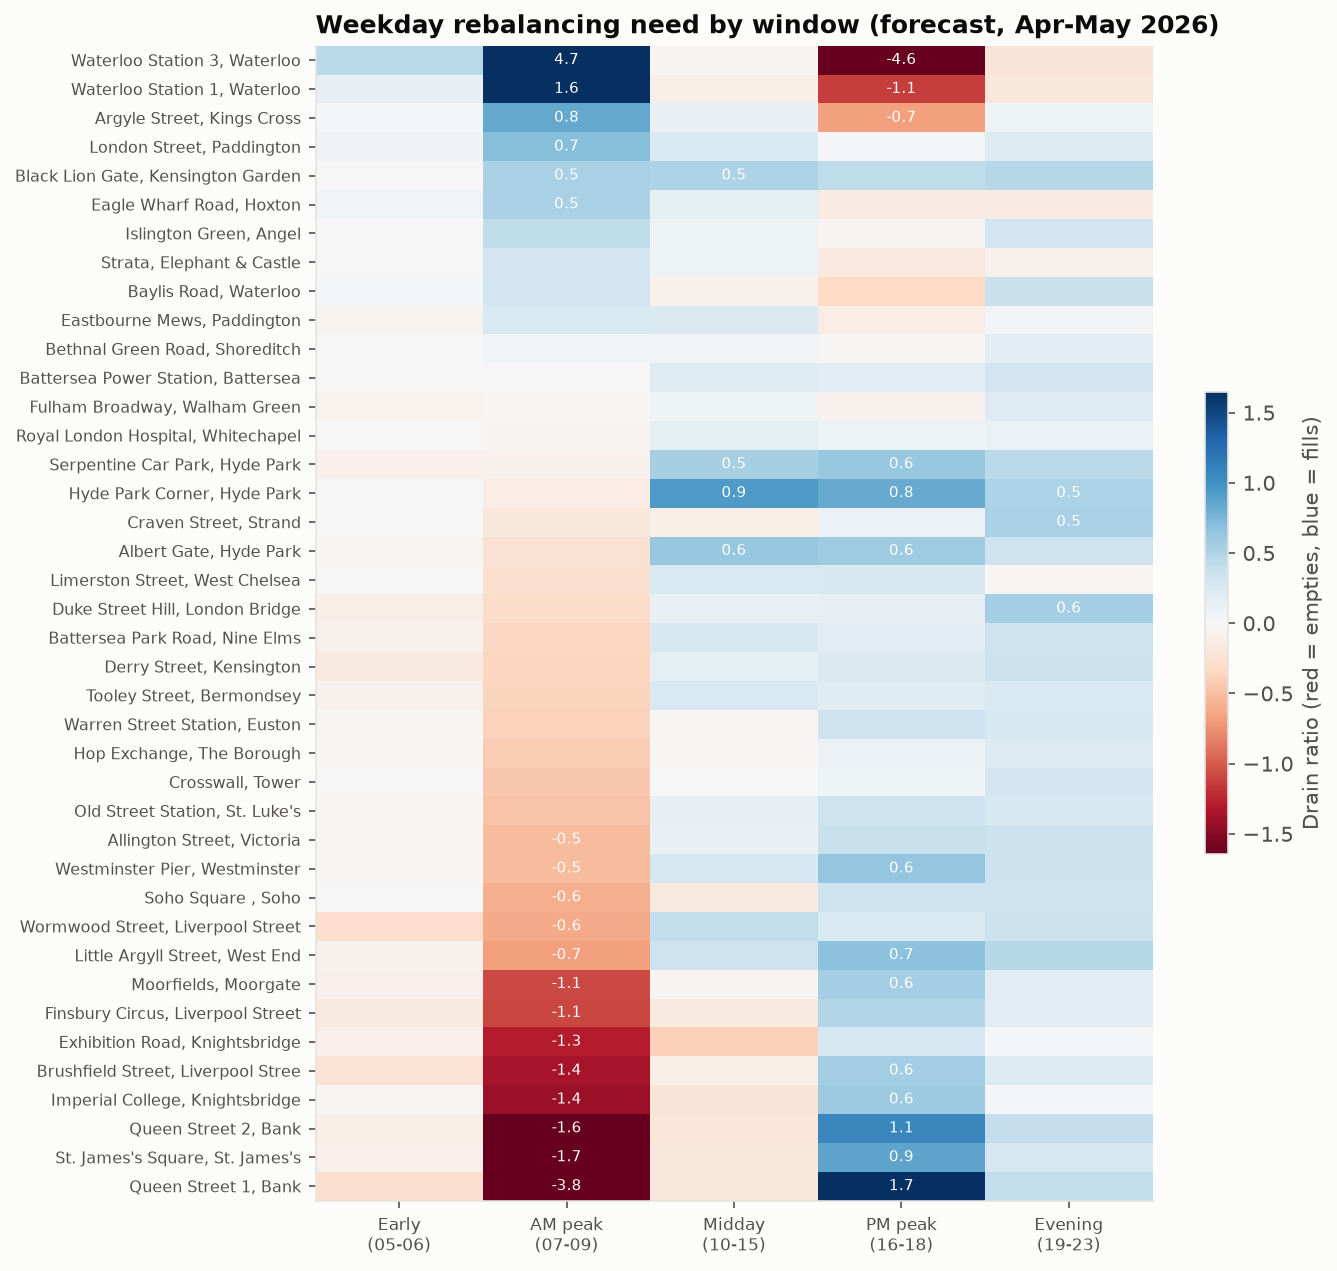 Weekday rebalancing need by window (forecast, Apr-May 2026)
Waterloo Station 3, Waterloo 4.7 -4.6
Waterloo Station 1, Waterloo 1.6 -1.1
Argyle Street, Kings Cross 0.8 -0.7
London Street, Paddington 0.7
Black Lion Gate, Kensington Garden 0.5 0.5
Eagle Wharf Road, Hoxton 0.5
Islington Green, Angel
Strata, Elephant & Castle
Baylis Road, Waterloo
Eastbourne Mews, Paddington
Bethnal Green Road, Shoreditch
Battersea Power Station, Battersea
Fulham Broadway, Walham Green
Royal London Hospital, Whitechapel
Serpentine Car Park, Hyde Park 0.5 0.6
Hyde Park Corner, Hyde Park 0.9 0.8 0.5
Craven Street, Strand 0.5
Albert Gate, Hyde Park 0.6 0.6
Limerston Street, West Chelsea
Duke Street Hill, London Bridge 0.6
Battersea Park Road, Nine Elms
Derry Street, Kensington
Tooley Street, Bermondsey
Warren Street Station, Euston
Hop Exchange, The Borough
Crosswall, Tower
Old Street Station, St. Luke's
Allington Street, Victoria -0.5
Westminster Pier, Westminster -0.5 0.6
Soho Square , Soho -0.6
Wormwood Street, Liverpool Street -0.6
Little Argyll Street, West End -0.7 0.7
Moorfields, Moorgate -1.1 0.6
Finsbury Circus, Liverpool Street -1.1
Exhibition Road, Knightsbridge -1.3
Brushfield Street, Liverpool Stree -1.4 0.6
Imperial College, Knightsbridge -1.4 0.6
Queen Street 2, Bank -1.6 1.1
St. James's Square, St. James's -1.7 0.9
Queen Street 1, Bank -3.8 1.7
Early AM peak Midday PM peak Evening
(05-06) (07-09) (10-15) (16-18) (19-23)
1.5
1.0
0.5
0.0
−0.5
−1.0
−1.5
Drain ratio (red = empties, blue = fills)